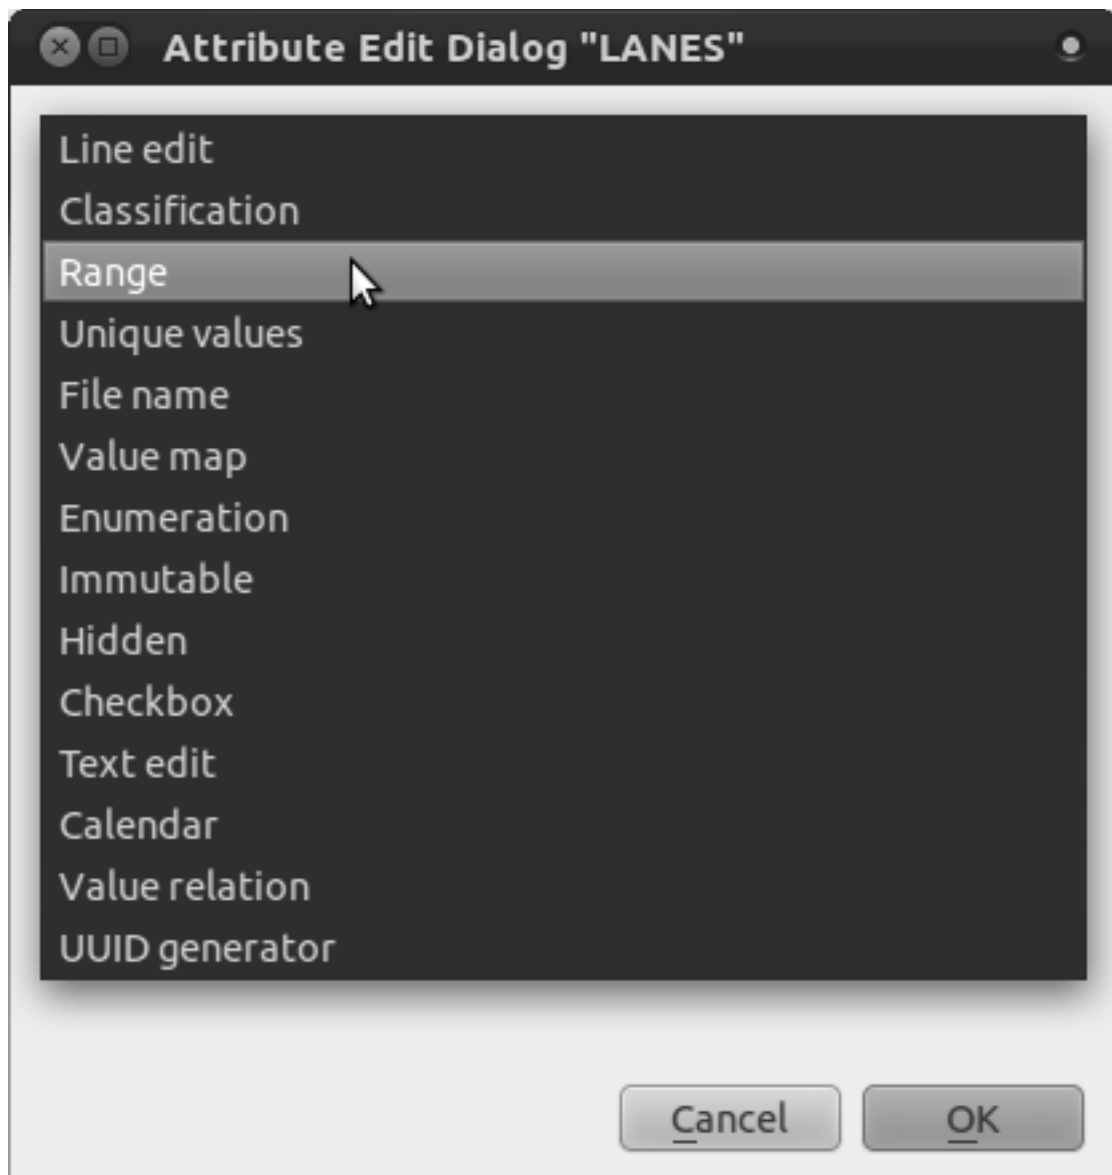 Attribute Edit Dialog "LANES"
Line edit
Classification
Range
Unique values
File name
Value map
Enumeration
Immutable
Hidden
Checkbox
Text edit
Calendar
Value relation
UUID generator
Cancel OK